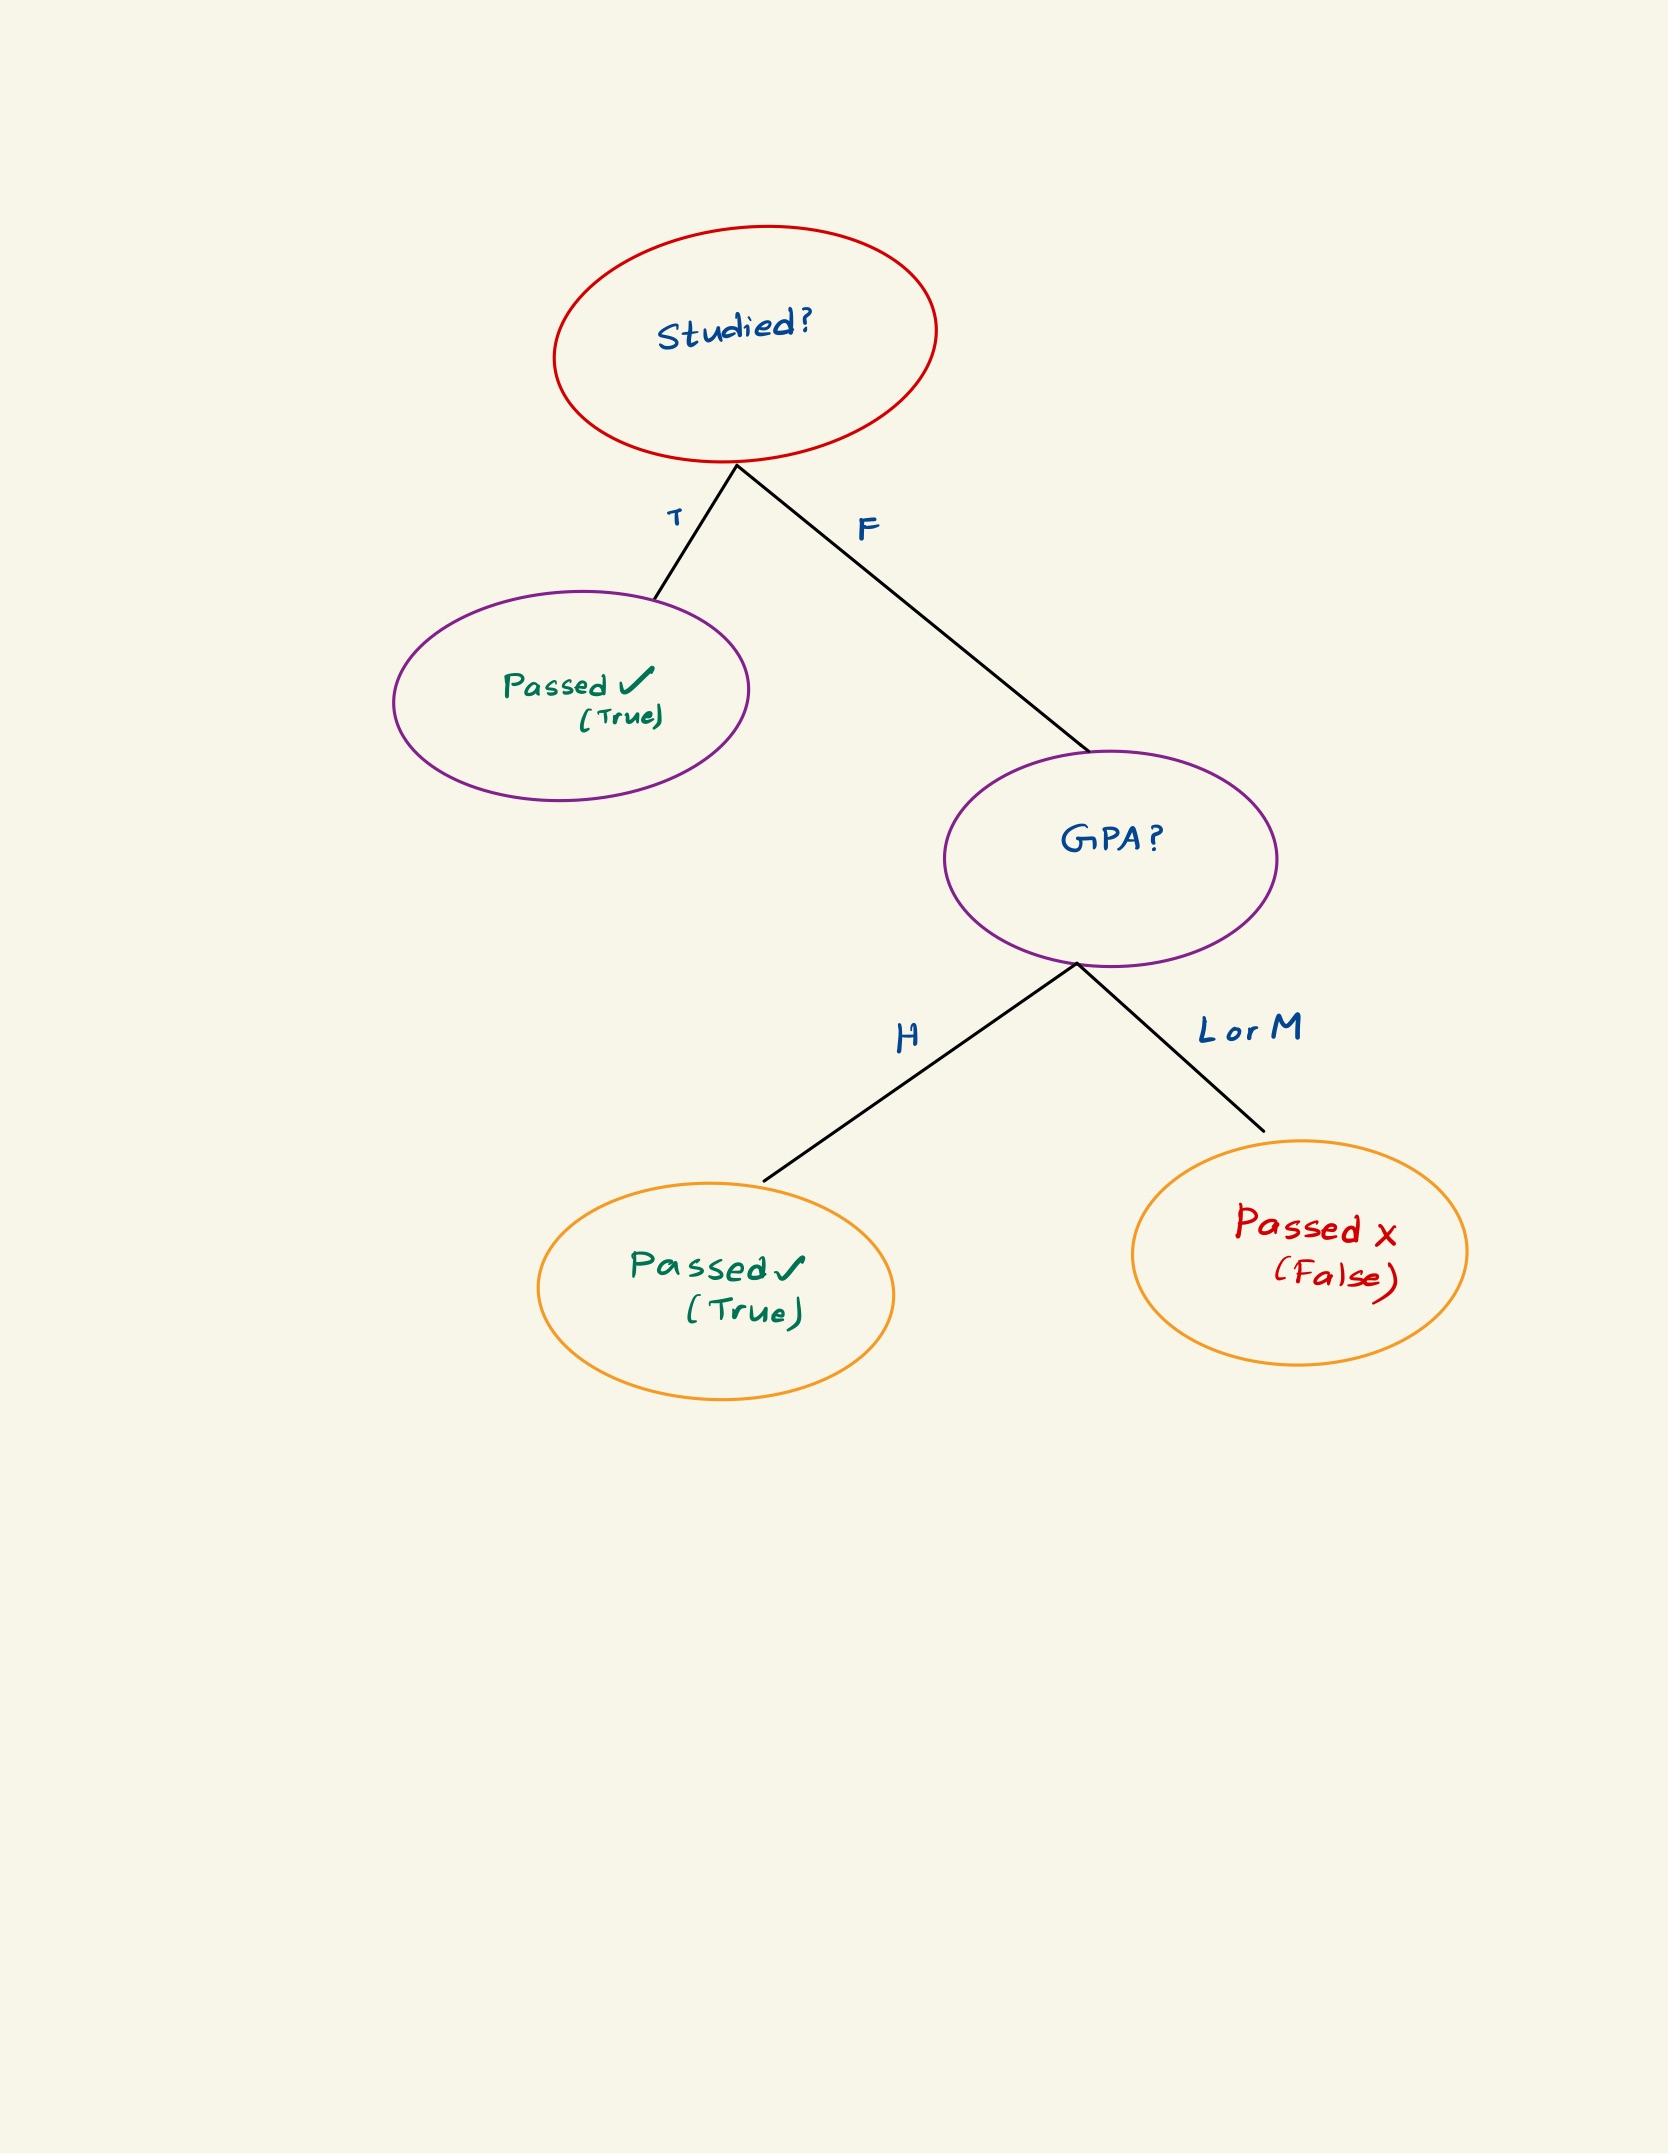 Studied?
T
F
Passed ✓
(True)
GPA?
H
L or M
Passed ✓
(True)
Passed x
(False)